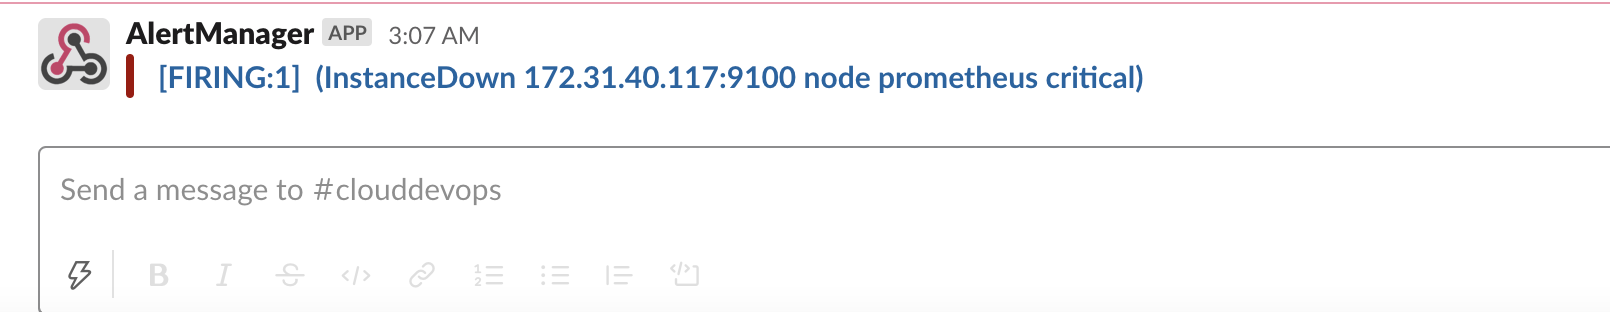 AlertManager APP 3:07 AM
[FIRING:1] (InstanceDown 172.31.40.117:9100 node prometheus critical)
Send a message to #clouddevops